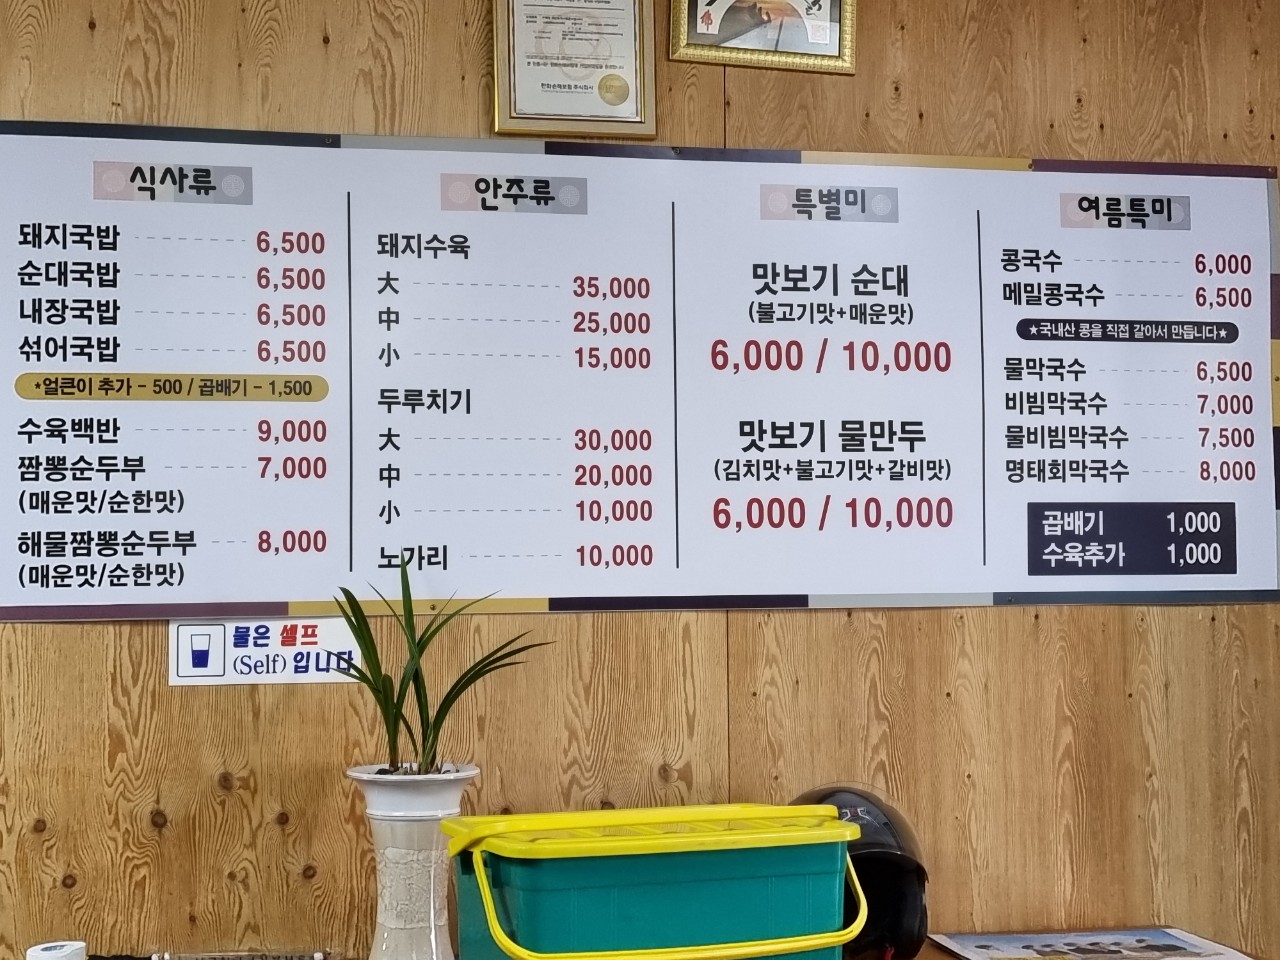 한화손해보험 주식회사
식사류
돼지국밥 6,500
순대국밥 6,500
내장국밥 6,500
섞어국밥 6,500
*얼큰이 추가 - 500 / 곱배기 - 1,500
수육백반 9,000
짬뽕순두부 7,000
(매운맛/순한맛)
해물짬뽕순두부 8,000
(매운맛/순한맛)
안주류
돼지수육
大 35,000
中 25,000
小 15,000
두루치기
大 30,000
中 20,000
小 10,000
노가리 10,000
특별미
맛보기 순대
(불고기맛+매운맛)
6,000 / 10,000
맛보기 물만두
(김치맛+불고기맛+갈비맛)
6,000 / 10,000
여름특미
콩국수 6,000
메밀콩국수 6,500
★국내산 콩을 직접 갈아서 만듭니다★
물막국수 6,500
비빔막국수 7,000
물비빔막국수 7,500
명태회막국수 8,000
곱배기 1,000
수육추가 1,000
물은 셀프
(Self) 입니다